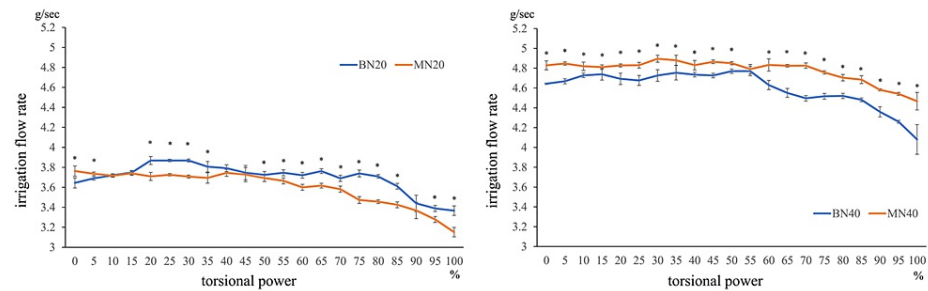 g/sec
5.2
5
4.8
4.6
4.4
4.2
4
3.8
3.6
3.4
3.2
3
irrigation flow rate
BN20 MN20
* * * * * * * * * * * * * * * *
0 5 10 15 20 25 30 35 40 45 50 55 60 65 70 75 80 85 90 95 100
%
torsional power
g/sec
5.2
5
4.8
4.6
4.4
4.2
4
3.8
3.6
3.4
3.2
3
irrigation flow rate
* * * * * * * * * * * * * * * * * * * *
BN40 MN40
0 5 10 15 20 25 30 35 40 45 50 55 60 65 70 75 80 85 90 95 100
%
torsional power